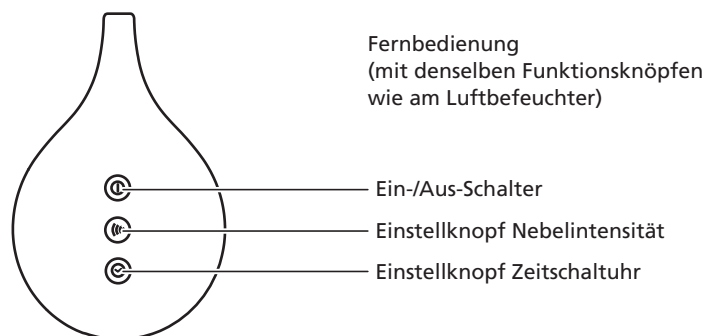 Fernbedienung
(mit denselben Funktionsknöpfen
wie am Luftbefeuchter)
Ein-/Aus-Schalter
Einstellknopf Nebelintensität
Einstellknopf Zeitschaltuhr